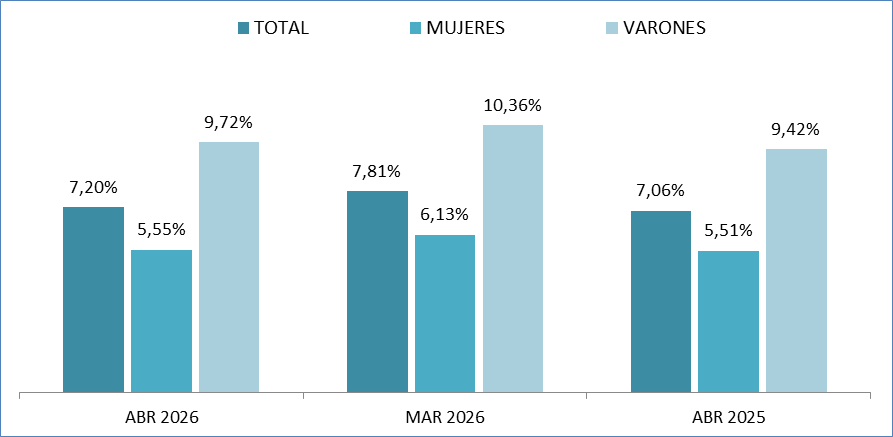 TOTAL MUJERES VARONES
7,20% 5,55% 9,72%
7,81% 6,13% 10,36%
7,06% 5,51% 9,42%
ABR 2026 MAR 2026 ABR 2025